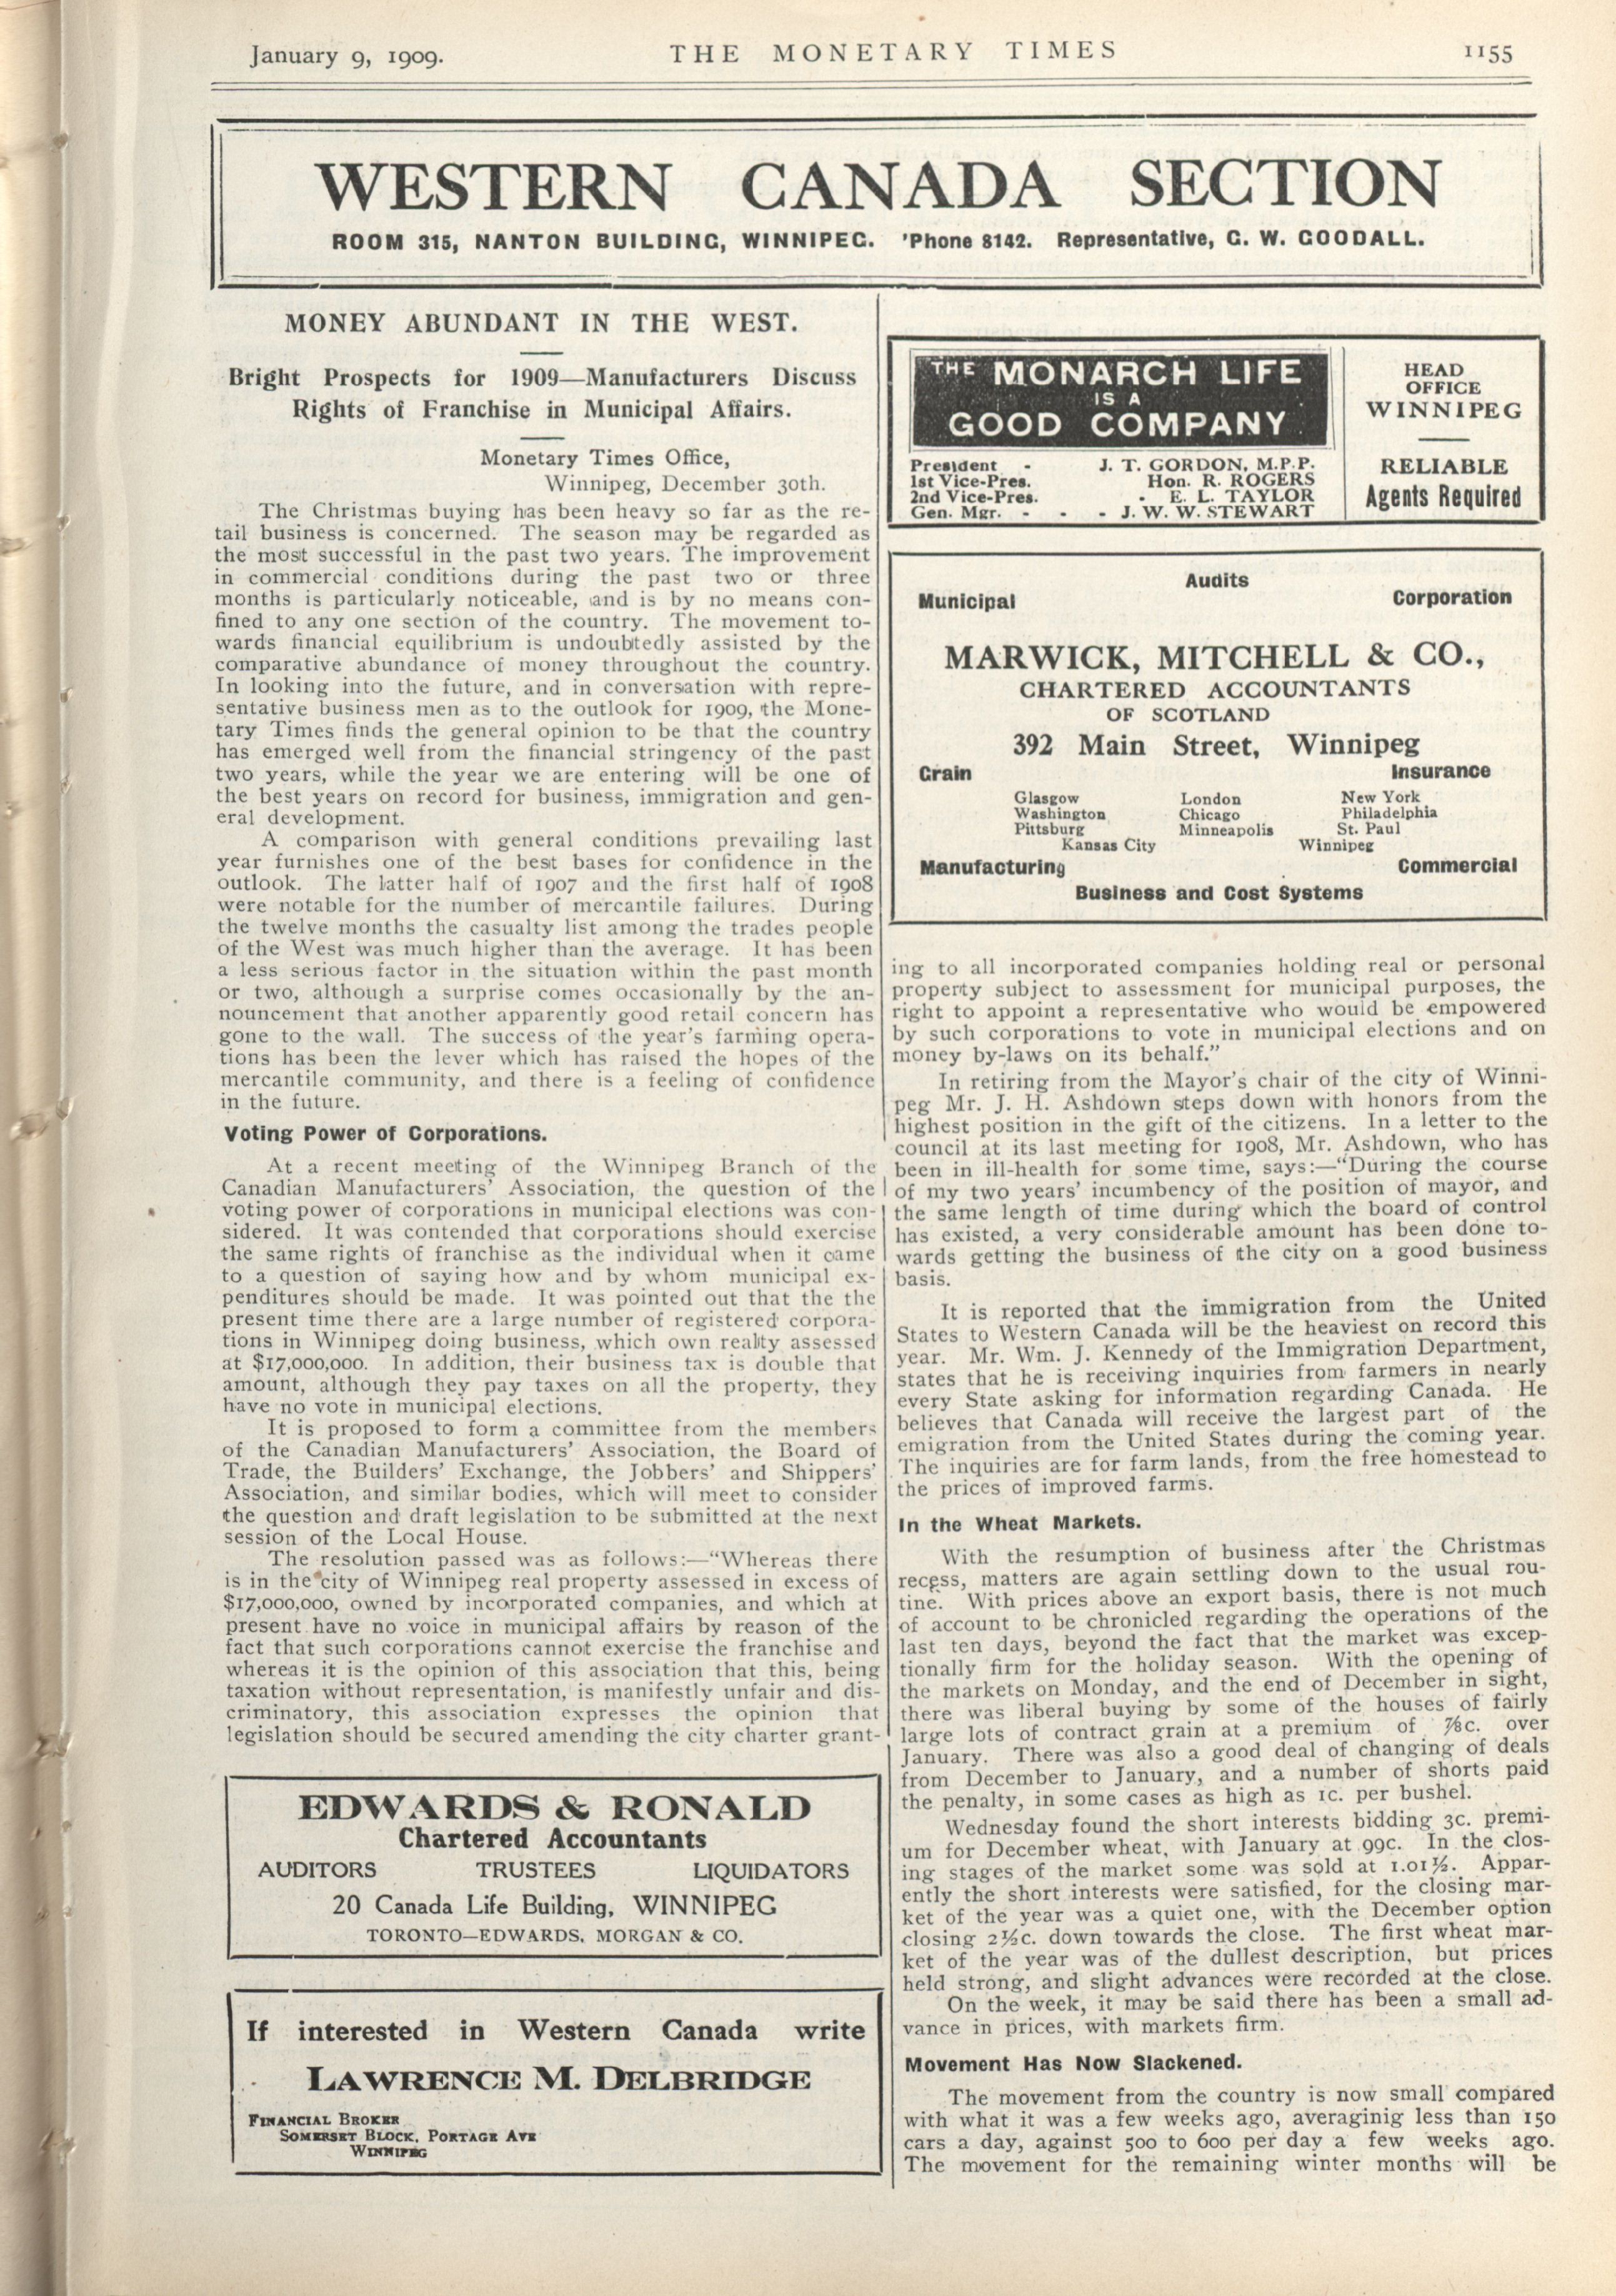 January 9, 1909.
THE MONETARY TIMES
1155
WESTERN CANADA SECTION
ROOM 315, NANTON BUILDING, WINNIPEG. 'Phone 8142. Representative, G. W. GOODALL.
MONEY ABUNDANT IN THE WEST.
Bright Prospects for 1909—Manufacturers Discuss
Rights of Franchise in Municipal Affairs.
Monetary Times Office,
Winnipeg, December 30th.
The Christmas buying has been heavy so far as the re-
tail business is concerned. The season may be regarded as
the most successful in the past two years. The improvement
in commercial conditions during the past two or three
months is particularly noticeable, and is by no means con-
fined to any one section of the country. The movement to-
wards financial equilibrium is undoubtedly assisted by the
comparative abundance of money throughout the country.
In looking into the future, and in conversation with repre-
sentative business men as to the outlook for 1909, the Mone-
tary Times finds the general opinion to be that the country
has emerged well from the financial stringency of the past
two years, while the year we are entering will be one of
the best years on record for business, immigration and gen-
eral development.
A comparison with general conditions prevailing last
year furnishes one of the best bases for confidence in the
outlook. The latter half of 1907 and the first half of 1908
were notable for the number of mercantile failures. During
the twelve months the casualty list among the trades people
of the West was much higher than the average. It has been
a less serious factor in the situation within the past month
or two, although a surprise comes occasionally by the an-
nouncement that another apparently good retail concern has
gone to the wall. The success of the year's farming opera-
tions has been the lever which has raised the hopes of the
mercantile community, and there is a feeling of confidence
in the future.
Voting Power of Corporations.
At a recent meeting of the Winnipeg Branch of the
Canadian Manufacturers' Association, the question of the
voting power of corporations in municipal elections was con-
sidered. It was contended that corporations should exercise
the same rights of franchise as the individual when it came
to a question of saying how and by whom municipal ex-
penditures should be made. It was pointed out that the the
present time there are a large number of registered corpora-
tions in Winnipeg doing business, which own realty assessed
at $17,000,000. In addition, their business tax is double that
amount, although they pay taxes on all the property, they
have no vote in municipal elections.
It is proposed to form a committee from the members
of the Canadian Manufacturers' Association, the Board of
Trade, the Builders' Exchange, the Jobbers' and Shippers'
Association, and similar bodies, which will meet to consider
the question and draft legislation to be submitted at the next
session of the Local House.
The resolution passed was as follows:—"Whereas there
is in the city of Winnipeg real property assessed in excess of
$17,000,000, owned by incorporated companies, and which at
present have no voice in municipal affairs by reason of the
fact that such corporations cannot exercise the franchise and
whereas it is the opinion of this association that this, being
taxation without representation, is manifestly unfair and dis-
criminatory, this association expresses the opinion that
legislation should be secured amending the city charter grant-
EDWARDS & RONALD
Chartered Accountants
AUDITORS TRUSTEES LIQUIDATORS
20 Canada Life Building, WINNIPEG
TORONTO—EDWARDS, MORGAN & CO.
If interested in Western Canada write
LAWRENCE M. DELBRIDGE
FINANCIAL BROKER
SOMERSET BLOCK, PORTAGE AVE
WINNIPEG
THE MONARCH LIFE
IS A
GOOD COMPANY
President - J. T. GORDON, M.P.P.
1st Vice-Pres. Hon. R. ROGERS
2nd Vice-Pres. - E. L. TAYLOR
Gen. Mgr. - - - J. W. W. STEWART
HEAD
OFFICE
WINNIPEG
RELIABLE
Agents Required
Audits
Municipal Corporation
MARWICK, MITCHELL & CO.,
CHARTERED ACCOUNTANTS
OF SCOTLAND
392 Main Street, Winnipeg
Grain Insurance
Glasgow London New York
Washington Chicago Philadelphia
Pittsburg Minneapolis St. Paul
Kansas City Winnipeg
Manufacturing Commercial
Business and Cost Systems
ing to all incorporated companies holding real or personal
property subject to assessment for municipal purposes, the
right to appoint a representative who would be empowered
by such corporations to vote in municipal elections and on
money by-laws on its behalf."
In retiring from the Mayor's chair of the city of Winni-
peg Mr. J. H. Ashdown steps down with honors from the
highest position in the gift of the citizens. In a letter to the
council at its last meeting for 1908, Mr. Ashdown, who has
been in ill-health for some time, says:—"During the course
of my two years' incumbency of the position of mayor, and
the same length of time during which the board of control
has existed, a very considerable amount has been done to-
wards getting the business of the city on a good business
basis.
It is reported that the immigration from the United
States to Western Canada will be the heaviest on record this
year. Mr. Wm. J. Kennedy of the Immigration Department,
states that he is receiving inquiries from farmers in nearly
every State asking for information regarding Canada. He
believes that Canada will receive the largest part of the
emigration from the United States during the coming year.
The inquiries are for farm lands, from the free homestead to
the prices of improved farms.
In the Wheat Markets.
With the resumption of business after the Christmas
recess, matters are again settling down to the usual rou-
tine. With prices above an export basis, there is not much
of account to be chronicled regarding the operations of the
last ten days, beyond the fact that the market was excep-
tionally firm for the holiday season. With the opening of
the markets on Monday, and the end of December in sight,
there was liberal buying by some of the houses of fairly
large lots of contract grain at a premium of ⅞c. over
January. There was also a good deal of changing of deals
from December to January, and a number of shorts paid
the penalty, in some cases as high as 1c. per bushel.
Wednesday found the short interests bidding 3c. premi-
um for December wheat, with January at 99c. In the clos-
ing stages of the market some was sold at 1.01½. Appar-
ently the short interests were satisfied, for the closing mar-
ket of the year was a quiet one, with the December option
closing 2½c. down towards the close. The first wheat mar-
ket of the year was of the dullest description, but prices
held strong, and slight advances were recorded at the close.
On the week, it may be said there has been a small ad-
vance in prices, with markets firm.
Movement Has Now Slackened.
The movement from the country is now small compared
with what it was a few weeks ago, averaginig less than 150
cars a day, against 500 to 600 per day a few weeks ago.
The movement for the remaining winter months will be